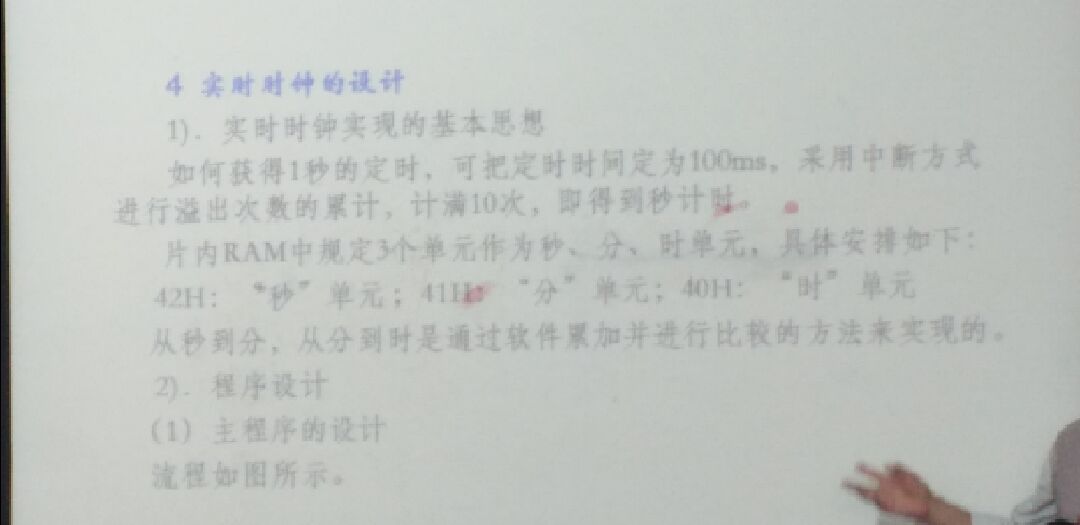 4 实时时钟的设计
1). 实时时钟实现的基本思想
如何获得1秒的定时，可把定时时间定为100ms，采用中断方式
进行溢出次数的累计，计满10次，即得到秒计时。
片内RAM中规定3个单元作为秒、分、时单元，具体安排如下：
42H：“秒”单元；41H：“分”单元；40H：“时”单元
从秒到分，从分到时是通过软件累加并进行比较的方法来实现的。
2). 程序设计
(1) 主程序的设计
流程如图所示。